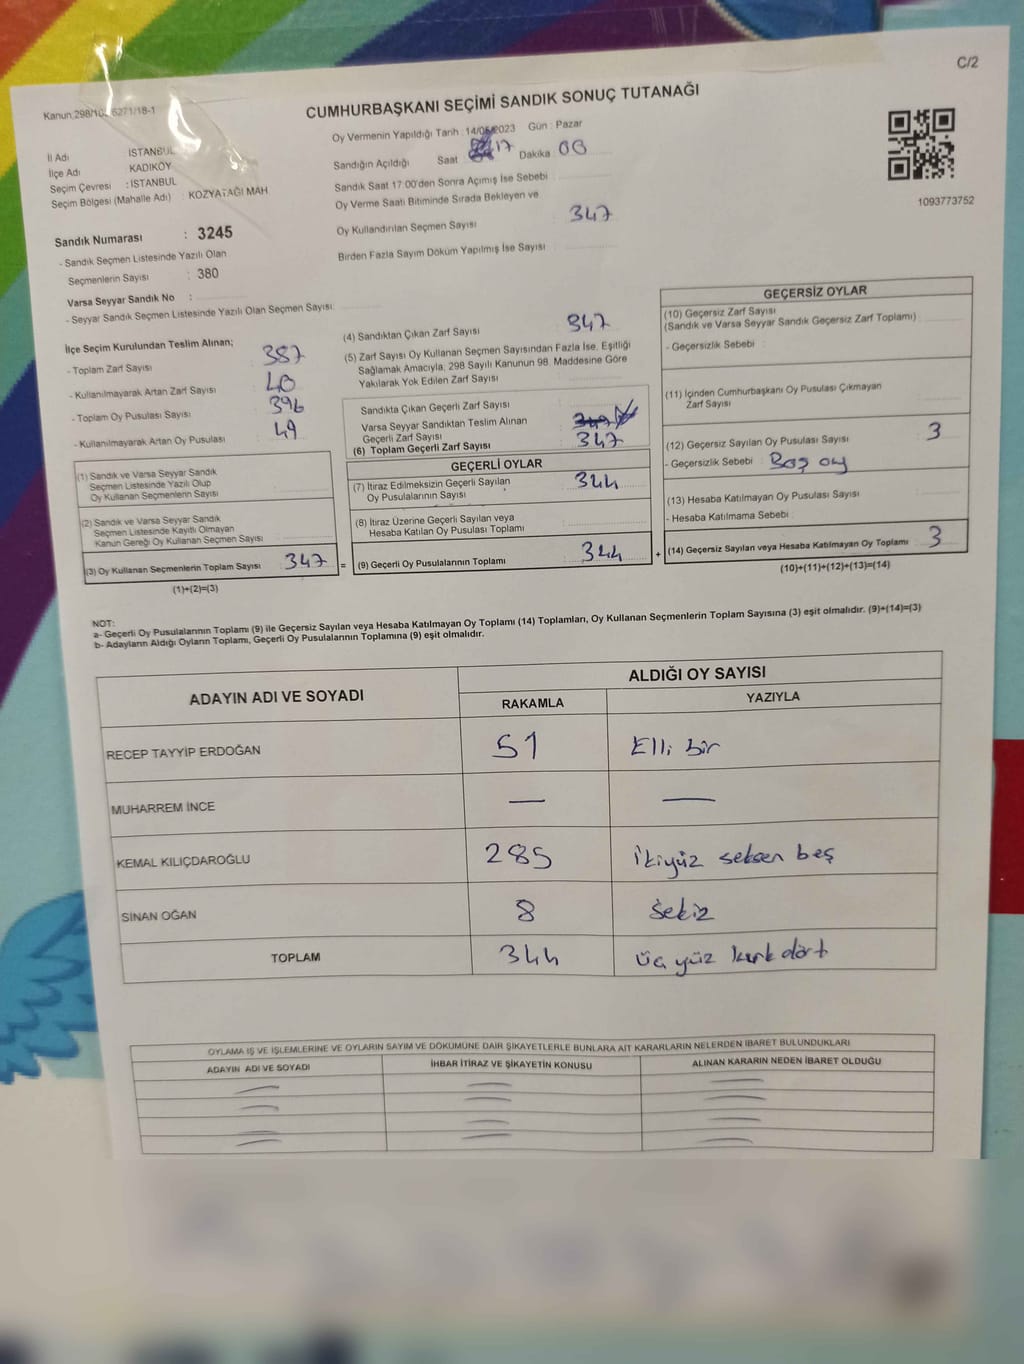 C/2
Kanun;298/10 6271/18-1
CUMHURBAŞKANI SEÇİMİ SANDIK SONUÇ TUTANAĞI
İl Adı İSTANBUL
İlçe Adı KADIKÖY
Seçim Çevresi : İSTANBUL
Seçim Bölgesi (Mahalle Adı) : KOZYATAĞI MAH
Oy Vermenin Yapıldığı Tarih : 14/05/2023 Gün : Pazar
Sandığın Açıldığı Saat 17 Dakika 00
Sandık Saat 17:00'den Sonra Açımış İse Sebebi
Oy Verme Saati Bitiminde Sırada Bekleyen ve
Oy Kullandırılan Seçmen Sayısı 347
Birden Fazla Sayım Döküm Yapılmış İse Sayısı
1093773752
Sandık Numarası : 3245
- Sandık Seçmen Listesinde Yazılı Olan
Seçmenlerin Sayısı : 380
Varsa Seyyar Sandık No :
- Seyyar Sandık Seçmen Listesinde Yazılı Olan Seçmen Sayısı:
İlçe Seçim Kurulundan Teslim Alınan;
- Toplam Zarf Sayısı : 387
- Kullanılmayarak Artan Zarf Sayısı : 40
- Toplam Oy Pusulası Sayısı : 396
- Kullanılmayarak Artan Oy Pusulası : 49
(1) Sandık ve Varsa Seyyar Sandık
Seçmen Listesinde Yazılı Olup
Oy Kullanan Seçmenlerin Sayısı
(2) Sandık ve Varsa Seyyar Sandık
Seçmen Listesinde Kayıtlı Olmayan
Kanun Gereği Oy Kullanan Seçmen Sayısı
(3) Oy Kullanan Seçmenlerin Toplam Sayısı : 347
(1)+(2)=(3)
=
(4) Sandıktan Çıkan Zarf Sayısı 347
(5) Zarf Sayısı Oy Kullanan Seçmen Sayısından Fazla İse, Eşitliği
Sağlamak Amacıyla, 298 Sayılı Kanunun 98. Maddesine Göre
Yakılarak Yok Edilen Zarf Sayısı
Sandıkta Çıkan Geçerli Zarf Sayısı
Varsa Seyyar Sandıktan Teslim Alınan
Geçerli Zarf Sayısı
(6) Toplam Geçerli Zarf Sayısı 347
GEÇERLİ OYLAR
(7) İtiraz Edilmeksizin Geçerli Sayılan
Oy Pusulalarının Sayısı 344
(8) İtiraz Üzerine Geçerli Sayılan veya
Hesaba Katılan Oy Pusulası Toplamı
(9) Geçerli Oy Pusulalarının Toplamı : 344
+
GEÇERSİZ OYLAR
(10) Geçersiz Zarf Sayısı
(Sandık ve Varsa Seyyar Sandık Geçersiz Zarf Toplamı) :
- Geçersizlik Sebebi :
(11) İçinden Cumhurbaşkanı Oy Pusulası Çıkmayan
Zarf Sayısı
(12) Geçersiz Sayılan Oy Pusulası Sayısı : 3
- Geçersizlik Sebebi : Boş oy
(13) Hesaba Katılmayan Oy Pusulası Sayısı
- Hesaba Katılmama Sebebi :
(14) Geçersiz Sayılan veya Hesaba Katılmayan Oy Toplamı : 3
(10)+(11)+(12)+(13)=(14)
NOT:
a- Geçerli Oy Pusulalarının Toplamı (9) ile Geçersiz Sayılan veya Hesaba Katılmayan Oy Toplamı (14) Toplamları, Oy Kullanan Seçmenlerin Toplam Sayısına (3) eşit olmalıdır. (9)+(14)=(3)
b- Adayların Aldığı Oyların Toplamı, Geçerli Oy Pusulalarının Toplamına (9) eşit olmalıdır.
ADAYIN ADI VE SOYADI ALDIĞI OY SAYISI
RAKAMLA YAZIYLA
RECEP TAYYİP ERDOĞAN 51 Elli bir
MUHARREM İNCE — —
KEMAL KILIÇDAROĞLU 285 İkiyüz seksen beş
SİNAN OĞAN 8 Sekiz
TOPLAM 344 Üç yüz kırk dört
OYLAMA İŞ VE İŞLEMLERİNE VE OYLARIN SAYIM VE DÖKÜMÜNE DAİR ŞİKAYETLERLE BUNLARA AİT KARARLARIN NELERDEN İBARET BULUNDUKLARI
ADAYIN ADI VE SOYADI İHBAR İTİRAZ VE ŞİKAYETİN KONUSU ALINAN KARARIN NEDEN İBARET OLDUĞU